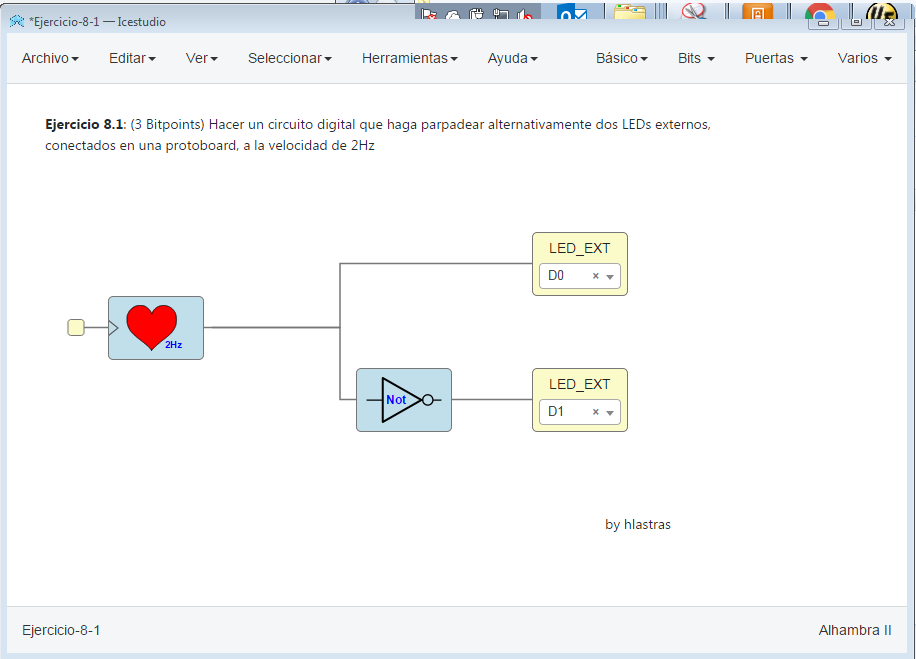 *Ejercicio-8-1 — Icestudio
Archivo Editar Ver Seleccionar Herramientas Ayuda Básico Bits Puertas Varios
Ejercicio 8.1: (3 Bitpoints) Hacer un circuito digital que haga parpadear alternativamente dos LEDs externos,
conectados en una protoboard, a la velocidad de 2Hz
LED_EXT
D0
2Hz
LED_EXT
Not
D1
by hlastras
Ejercicio-8-1 Alhambra II